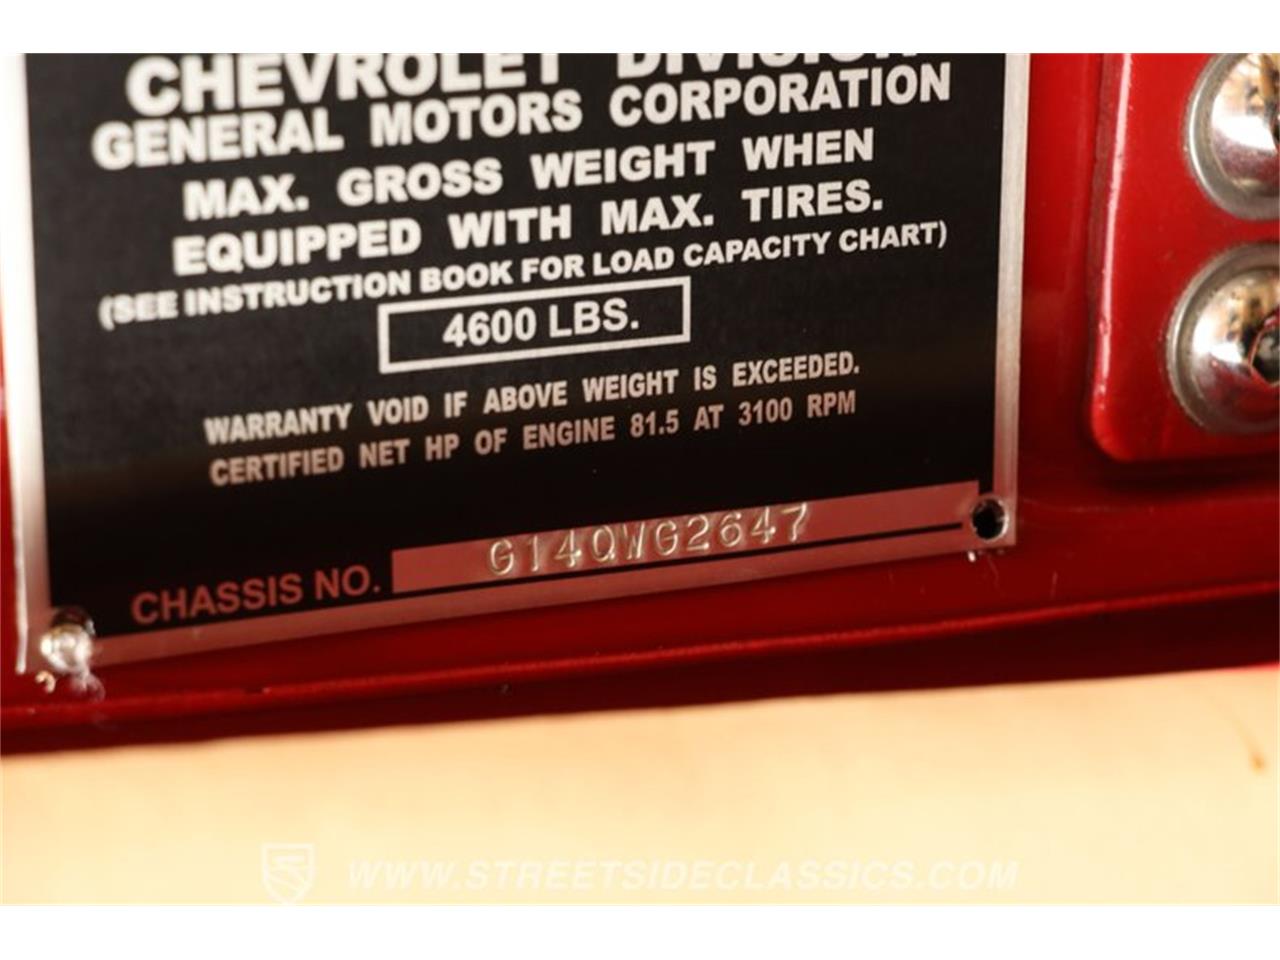 CHEVROLET DIVISION
GENERAL MOTORS CORPORATION
MAX. GROSS WEIGHT WHEN
EQUIPPED WITH MAX. TIRES.
(SEE INSTRUCTION BOOK FOR LOAD CAPACITY CHART)
4600 LBS.
WARRANTY VOID IF ABOVE WEIGHT IS EXCEEDED.
CERTIFIED NET HP OF ENGINE 81.5 AT 3100 RPM
CHASSIS NO. G14QWG2647
WWW.STREETSIDECLASSICS.COM